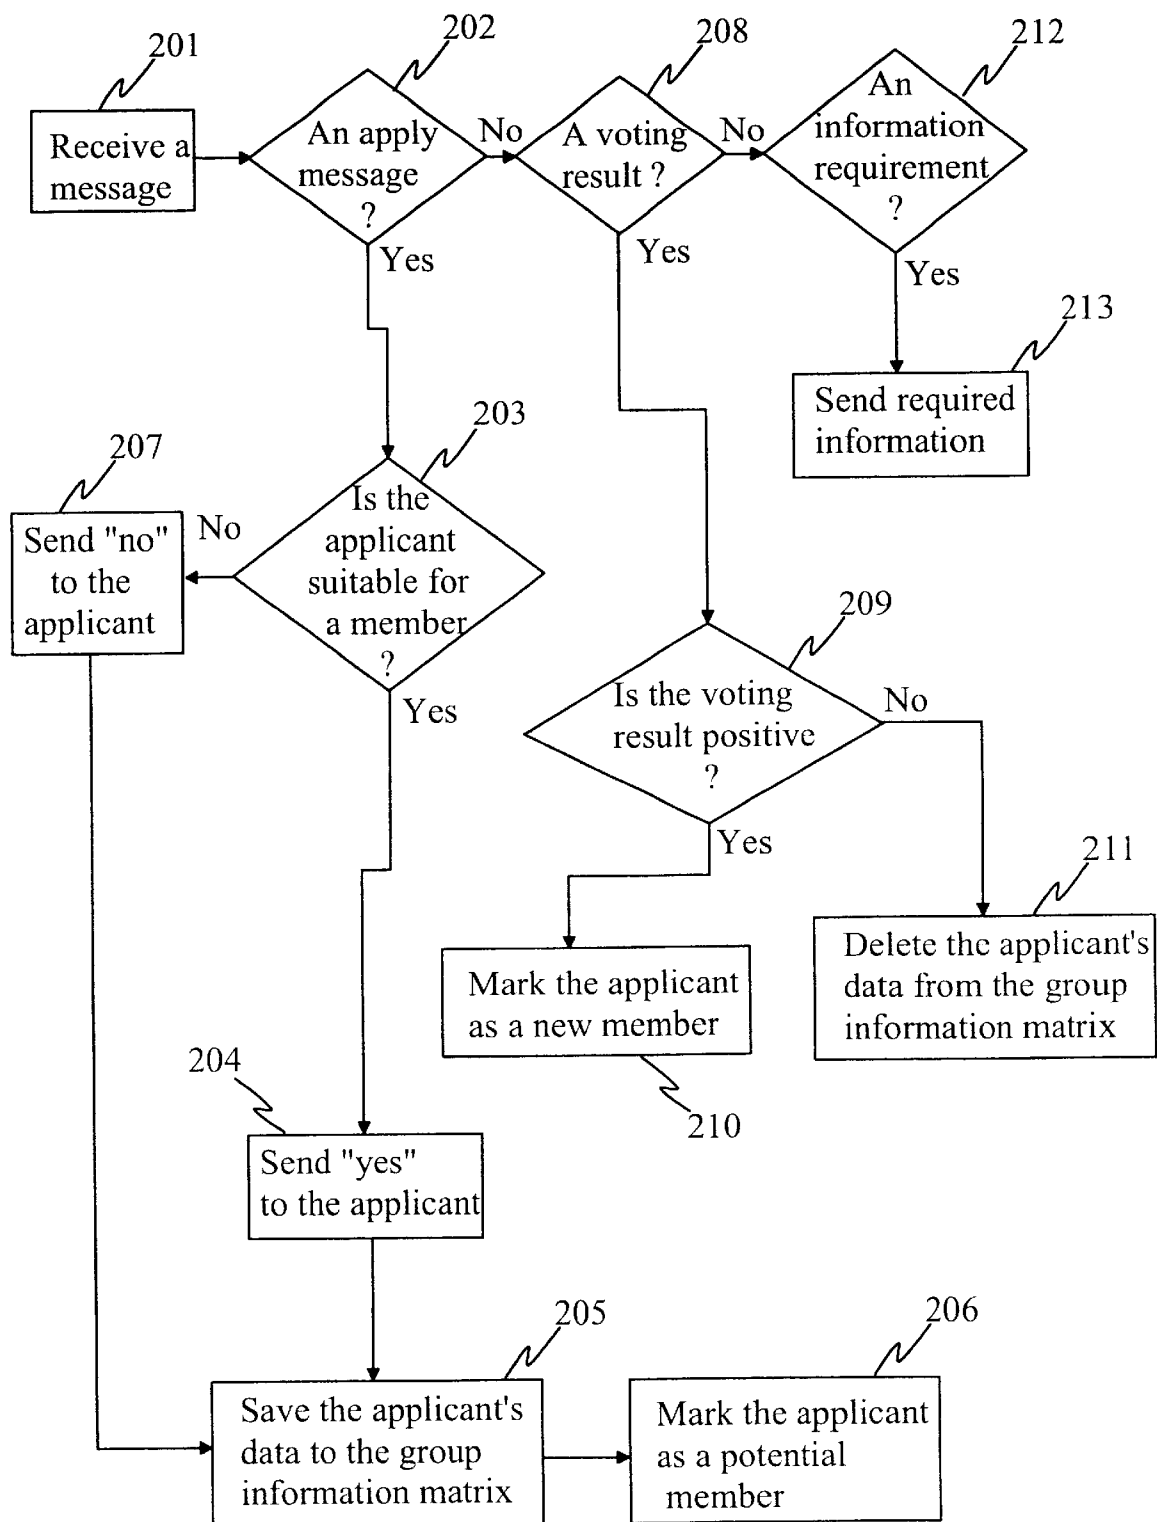 201
202
208
212
Receive a
message
An apply
message
?
No
A voting
result ?
No
An
information
requirement
?
Yes
Yes
Yes
213
Send required
information
207
203
Send "no"
to the
applicant
No
Is the
applicant
suitable for
a member
?
Yes
209
Is the voting
result positive
?
No
Yes
211
Mark the applicant
as a new member
210
Delete the applicant's
data from the group
information matrix
204
Send "yes"
to the applicant
205
206
Save the applicant's
data to the group
information matrix
Mark the applicant
as a potential
member